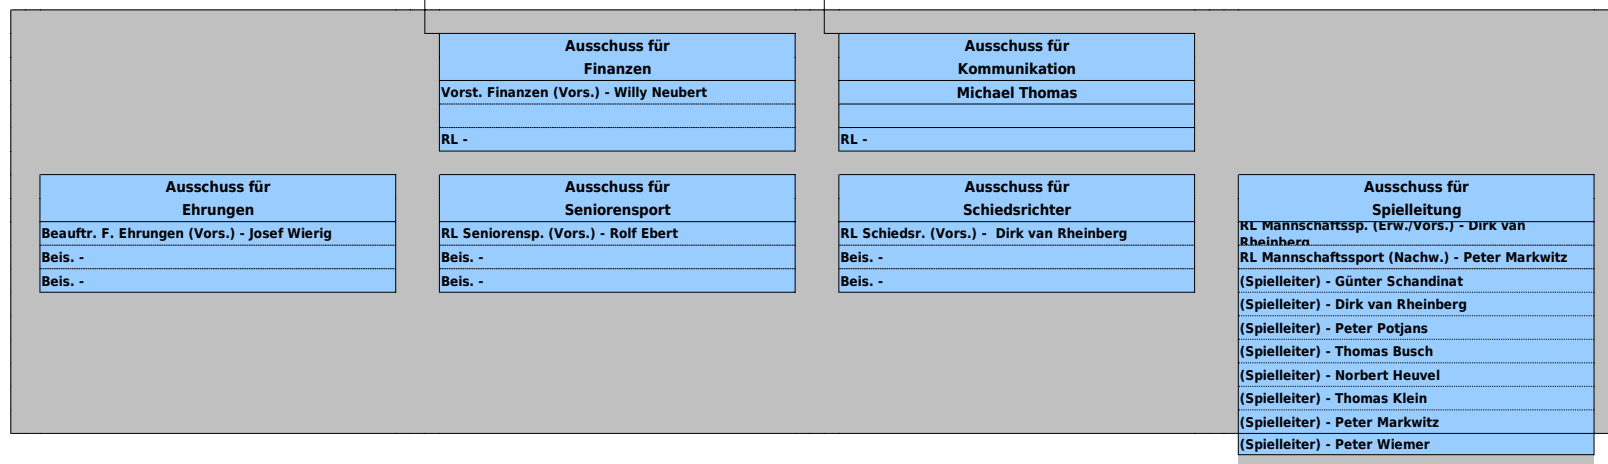 Ausschuss für
Finanzen
Vorst. Finanzen (Vors.) - Willy Neubert
RL -
Ausschuss für
Kommunikation
Michael Thomas
RL -
Ausschuss für
Ehrungen
Beauftr. F. Ehrungen (Vors.) - Josef Wierig
Beis. -
Beis. -
Ausschuss für
Seniorensport
RL Seniorensp. (Vors.) - Rolf Ebert
Beis. -
Beis. -
Ausschuss für
Schiedsrichter
RL Schiedsr. (Vors.) -  Dirk van Rheinberg
Beis. -
Beis. -
Ausschuss für
Spielleitung
RL Mannschaftssp. (Erw./Vors.) - Dirk van
Rheinberg
RL Mannschaftssport (Nachw.) - Peter Markwitz
(Spielleiter) - Günter Schandinat
(Spielleiter) - Dirk van Rheinberg
(Spielleiter) - Peter Potjans
(Spielleiter) - Thomas Busch
(Spielleiter) - Norbert Heuvel
(Spielleiter) - Thomas Klein
(Spielleiter) - Peter Markwitz
(Spielleiter) - Peter Wiemer